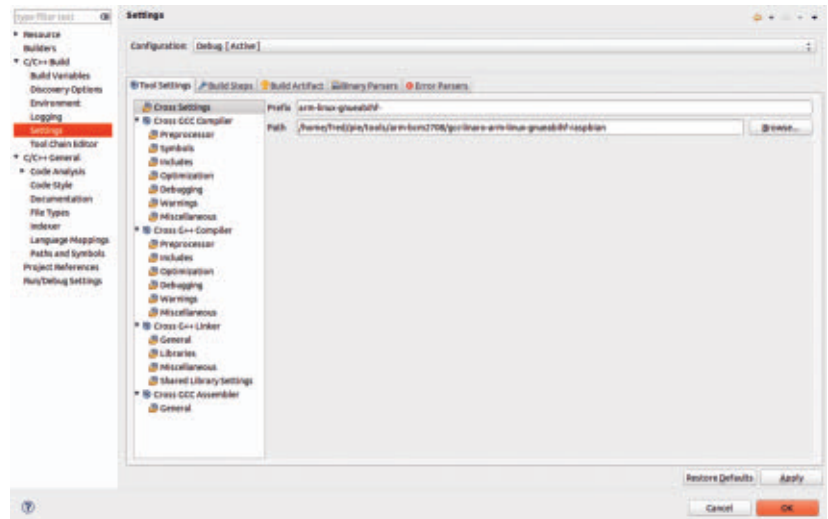 type filter text
Resource
Builders
C/C++ Build
Build Variables
Discovery Options
Environment
Logging
Settings
Tool Chain Editor
C/C++ General
Code Analysis
Code Style
Documentation
File Types
Indexer
Language Mappings
Paths and Symbols
Project References
Run/Debug Settings
Settings
Configuration: Debug [ Active ]
Tool Settings Build Steps Build Artifact Binary Parsers Error Parsers
Cross Settings
Cross GCC Compiler
Preprocessor
Symbols
Includes
Optimization
Debugging
Warnings
Miscellaneous
Cross G++ Compiler
Preprocessor
Includes
Optimization
Debugging
Warnings
Miscellaneous
Cross G++ Linker
General
Libraries
Miscellaneous
Shared Library Settings
Cross GCC Assembler
General
Prefix arm-linux-gnueabihf-
Path /home/fred/pie/tools/arm-bcm2708/gcc-linaro-arm-linux-gnueabihf-raspbian Browse...
Restore Defaults Apply
Cancel OK